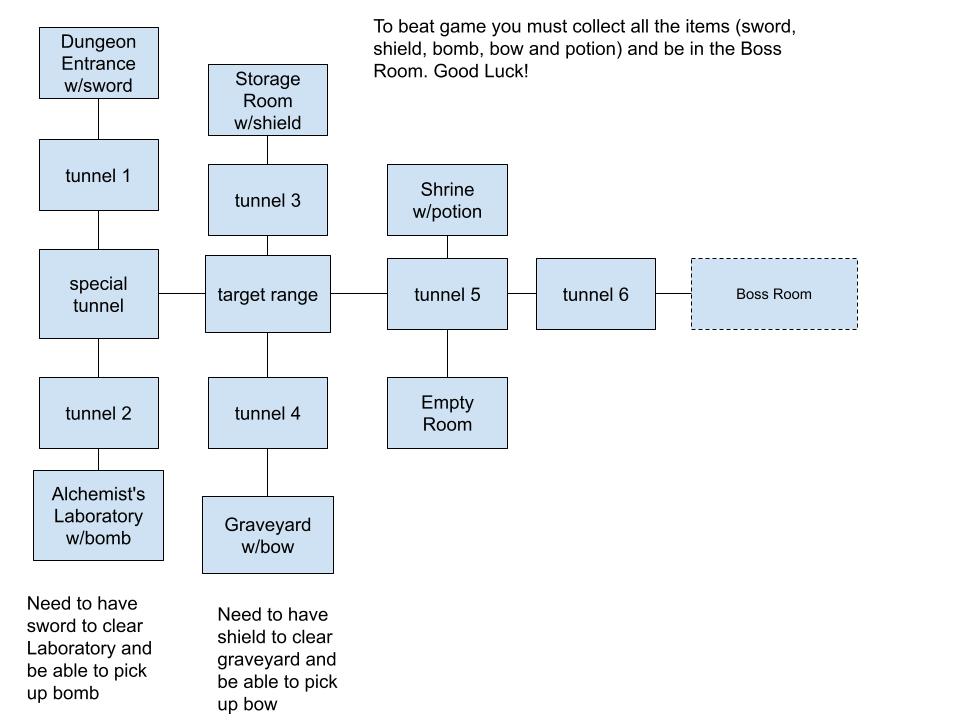 To beat game you must collect all the items (sword,
shield, bomb, bow and potion) and be in the Boss
Room. Good Luck!
Dungeon
Entrance
w/sword
Storage
Room
w/shield
tunnel 1
tunnel 3
Shrine
w/potion
special
tunnel
target range
tunnel 5
tunnel 6
Boss Room
tunnel 2
tunnel 4
Empty
Room
Alchemist's
Laboratory
w/bomb
Graveyard
w/bow
Need to have
sword to clear
Laboratory and
be able to pick
up bomb
Need to have
shield to clear
graveyard and
be able to pick
up bow